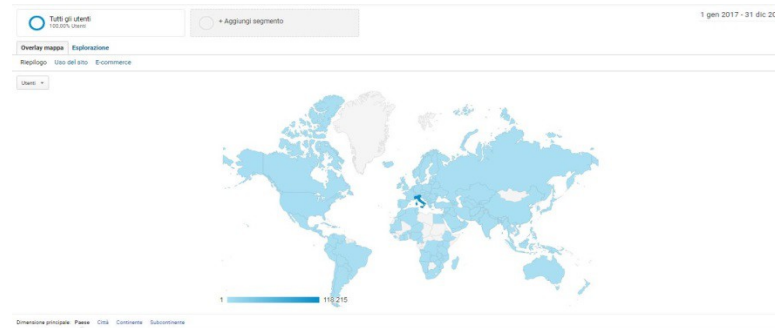 Tutti gli utenti
100,00% Utenti
+ Aggiungi segmento
1 gen 2017 - 31 dic 20
Overlay mappa Esplorazione
Riepilogo Uso del sito E-commerce
Utenti
1 118.215
Dimensione principale: Paese Città Continente Subcontinente